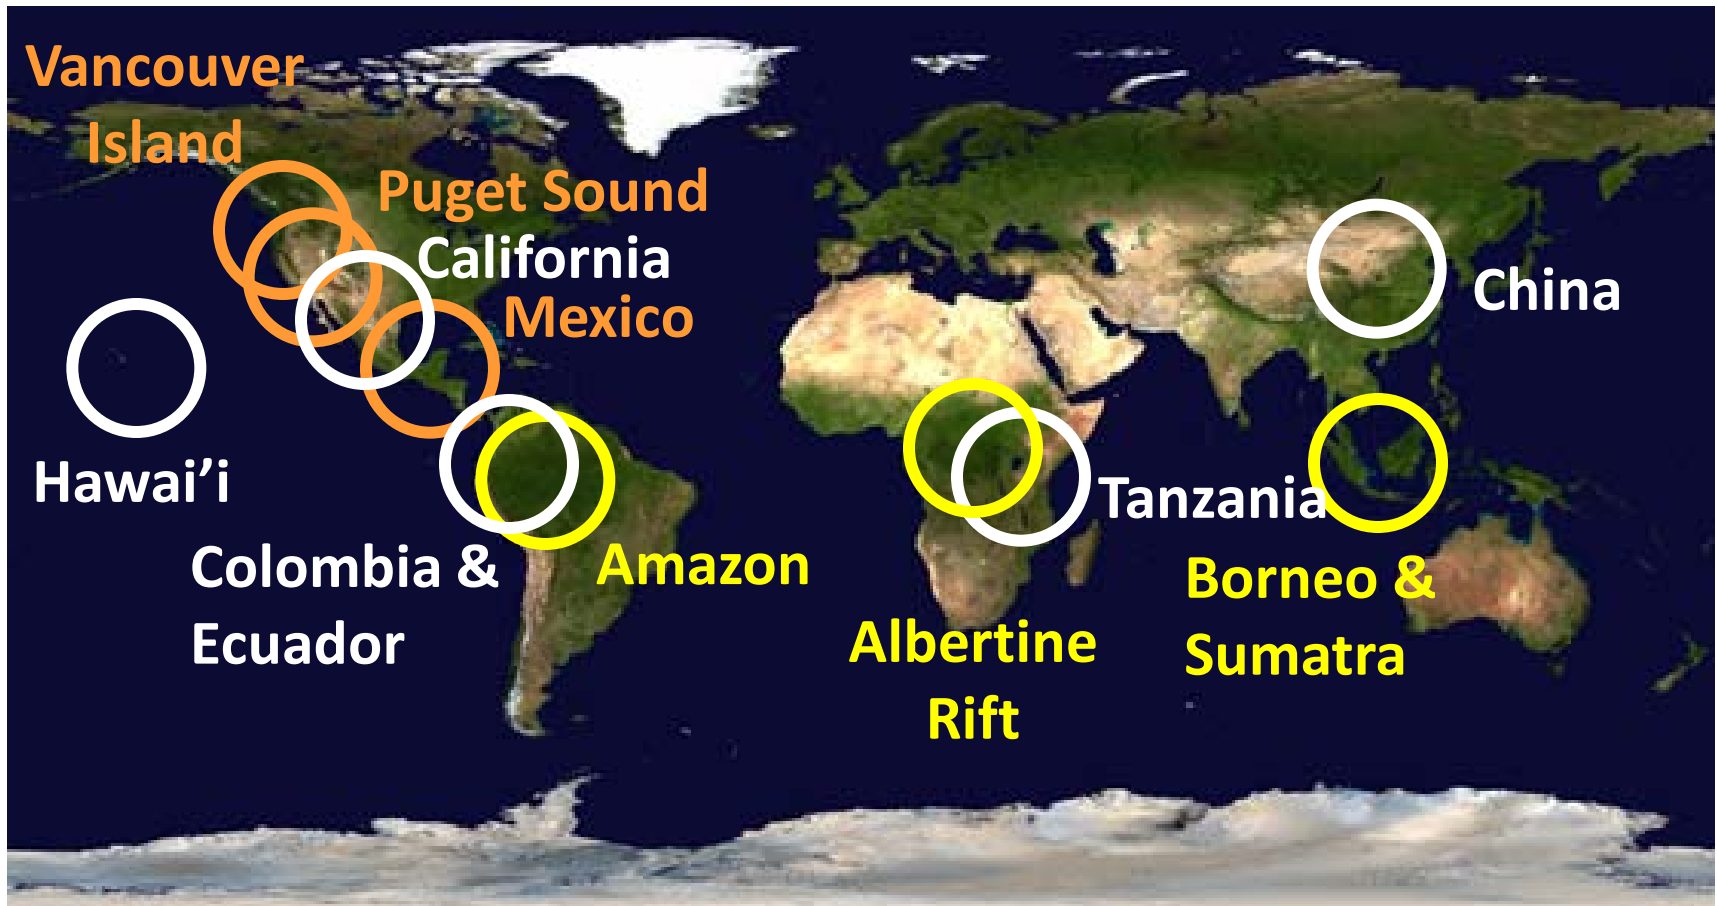 Vancouver
Island
Puget Sound
California
Mexico
China
Hawai’i
Tanzania
Colombia &
Ecuador
Amazon
Borneo &
Sumatra
Albertine
Rift